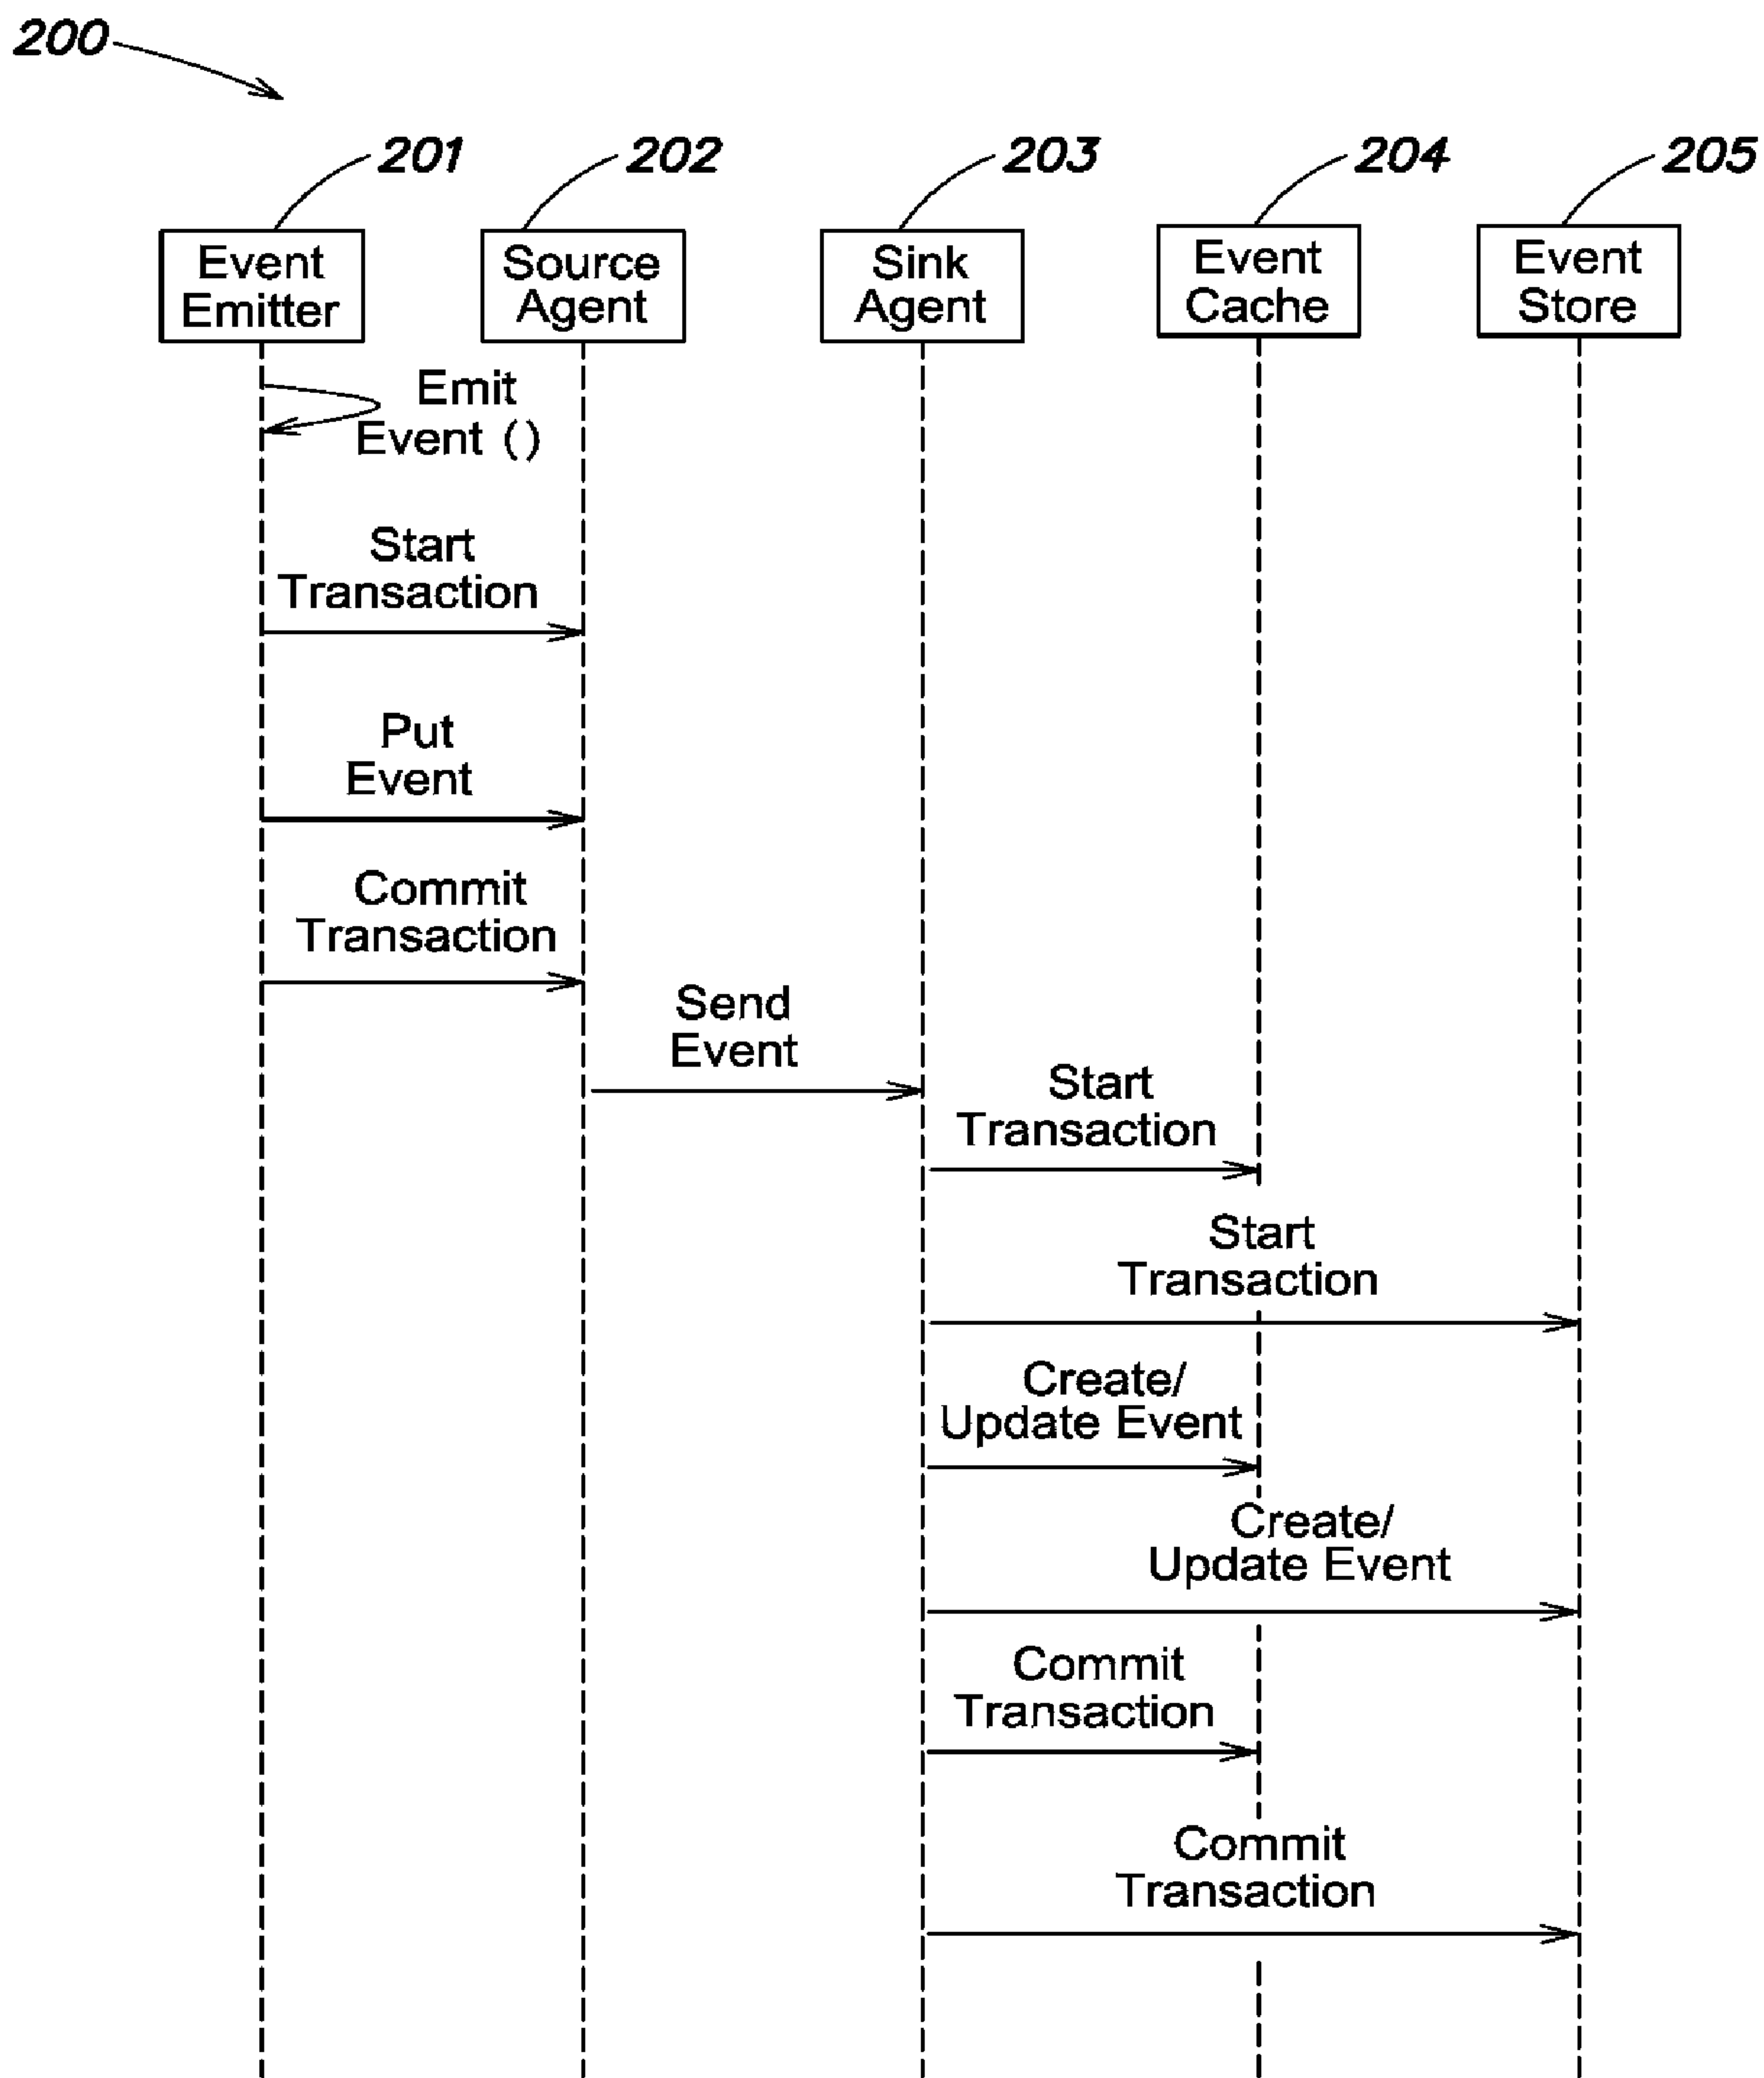 200
201
202
203
204
205
Event
Emitter
Source
Agent
Sink
Agent
Event
Cache
Event
Store
Emit
Event ()
Start
Transaction
Put
Event
Commit
Transaction
Send
Event
Start
Transaction
Start
Transaction
Create/
Update Event
Create/
Update Event
Commit
Transaction
Commit
Transaction